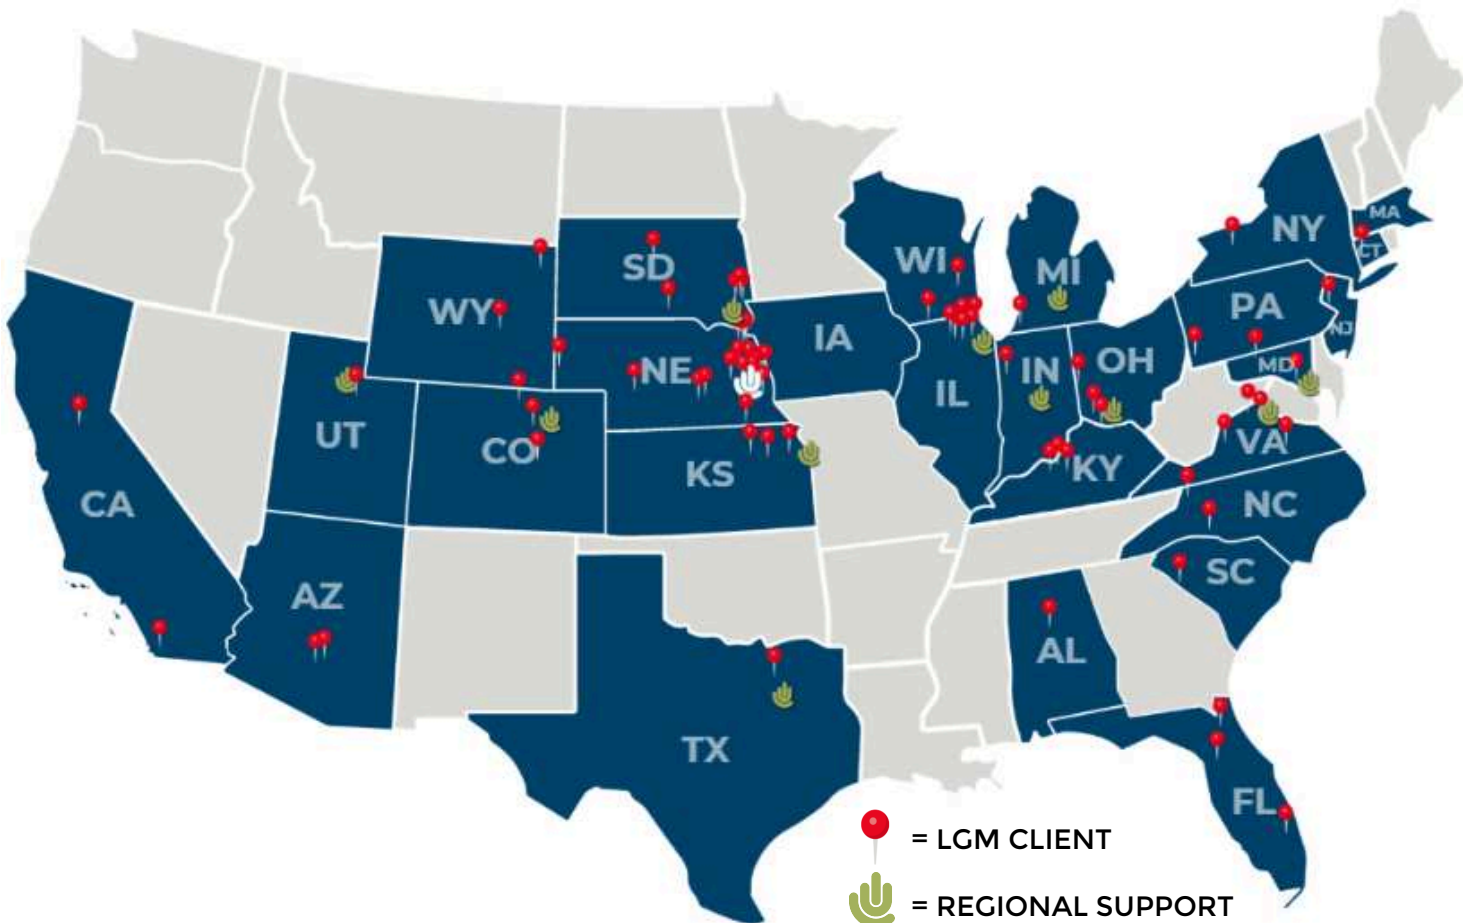 MA
NY
CT
WI
SD
MI
WY
PA
NJ
IA
NE
OH
IN
MD
IL
UT
CO
VA
KY
KS
CA
NC
SC
AZ
AL
TX
FL
= LGM CLIENT
= REGIONAL SUPPORT